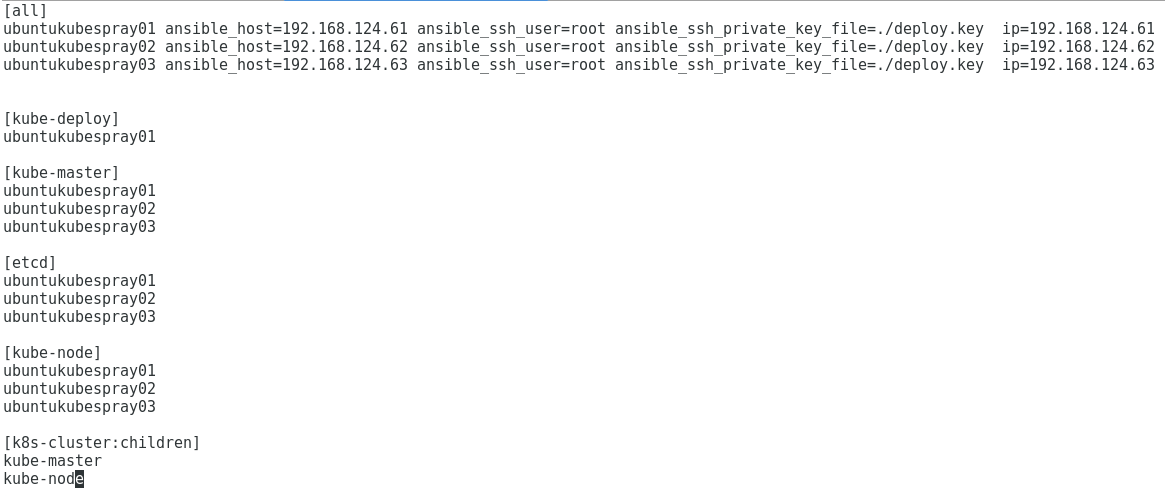 [all]
ubuntukubespray01 ansible_host=192.168.124.61 ansible_ssh_user=root ansible_ssh_private_key_file=./deploy.key  ip=192.168.124.61
ubuntukubespray02 ansible_host=192.168.124.62 ansible_ssh_user=root ansible_ssh_private_key_file=./deploy.key  ip=192.168.124.62
ubuntukubespray03 ansible_host=192.168.124.63 ansible_ssh_user=root ansible_ssh_private_key_file=./deploy.key  ip=192.168.124.63
[kube-deploy]
ubuntukubespray01
[kube-master]
ubuntukubespray01
ubuntukubespray02
ubuntukubespray03
[etcd]
ubuntukubespray01
ubuntukubespray02
ubuntukubespray03
[kube-node]
ubuntukubespray01
ubuntukubespray02
ubuntukubespray03
[k8s-cluster:children]
kube-master
kube-node